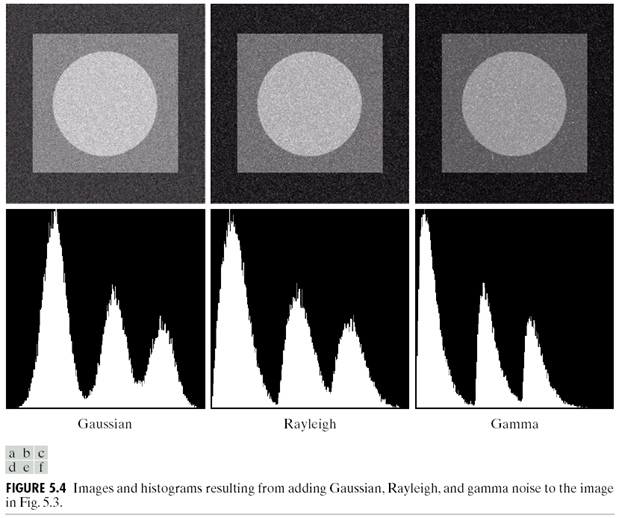 Gaussian Rayleigh Gamma
a b c
d e f
FIGURE 5.4 Images and histograms resulting from adding Gaussian, Rayleigh, and gamma noise to the image
in Fig. 5.3.